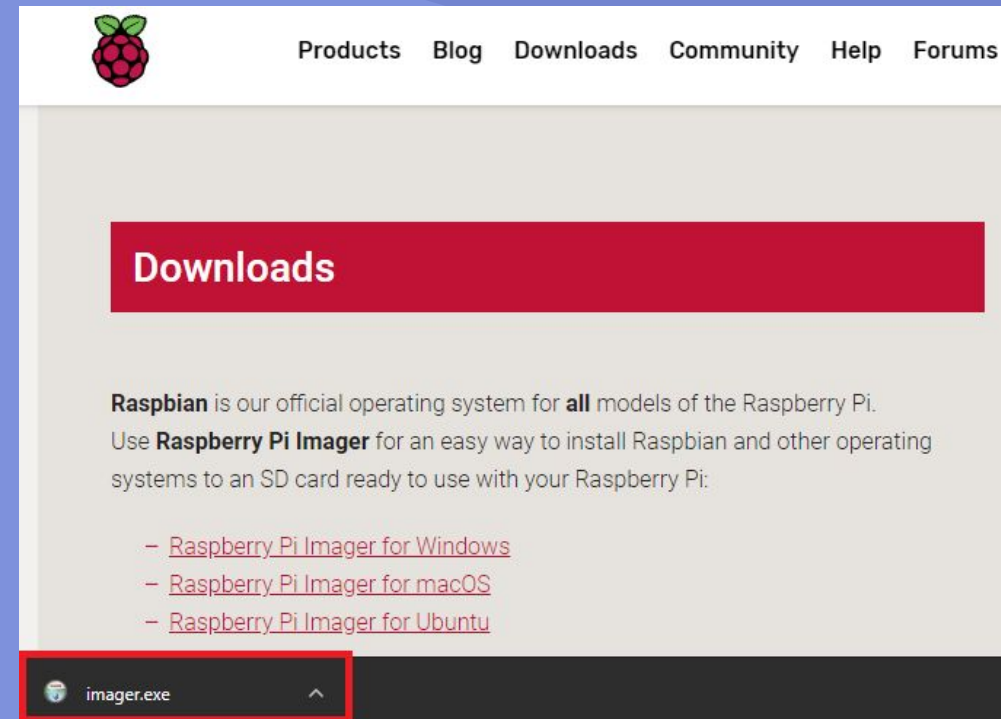 Products Blog Downloads Community Help Forums
Downloads
Raspbian is our official operating system for all models of the Raspberry Pi.
Use Raspberry Pi Imager for an easy way to install Raspbian and other operating
systems to an SD card ready to use with your Raspberry Pi:
– Raspberry Pi Imager for Windows
– Raspberry Pi Imager for macOS
– Raspberry Pi Imager for Ubuntu
imager.exe